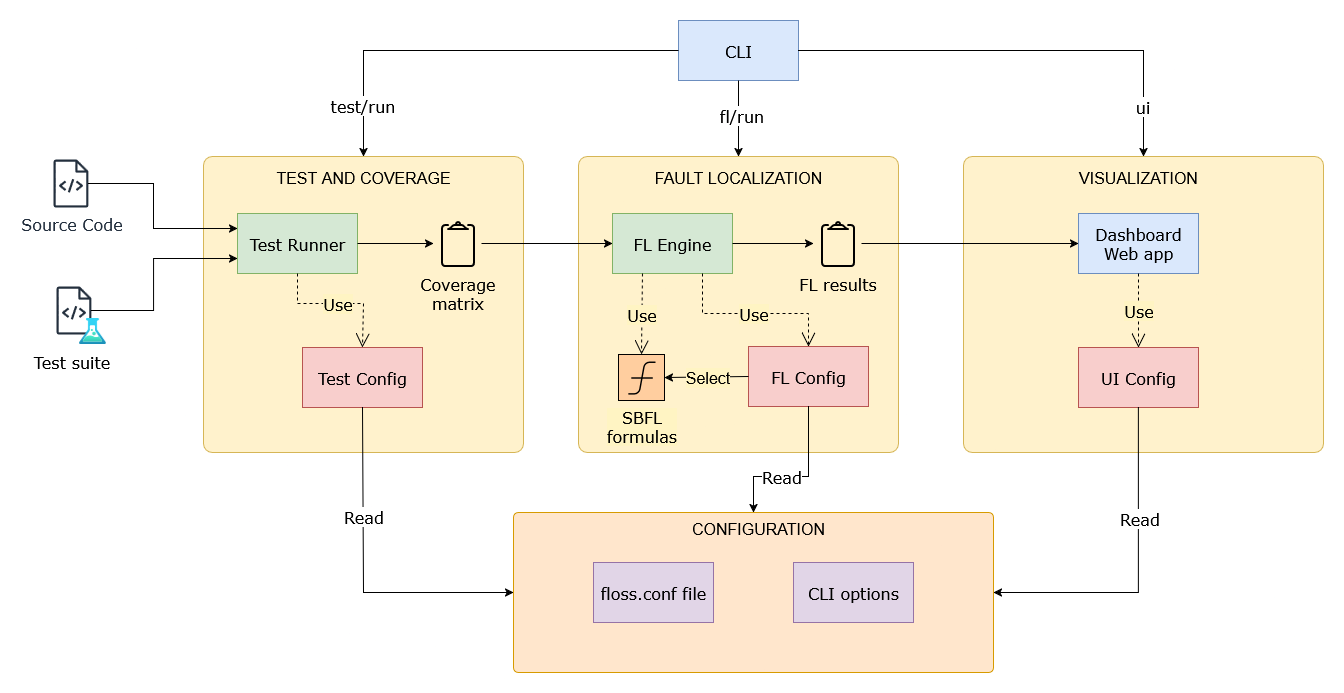 CLI
test/run
fl/run
ui
TEST AND COVERAGE
FAULT LOCALIZATION
VISUALIZATION
Source Code
Test Runner
Coverage
matrix
FL Engine
FL results
Dashboard
Web app
Use
Use
Use
Use
Test suite
Test Config
SBFL
formulas
Select
FL Config
UI Config
Read
Read
Read
CONFIGURATION
floss.conf file
CLI options